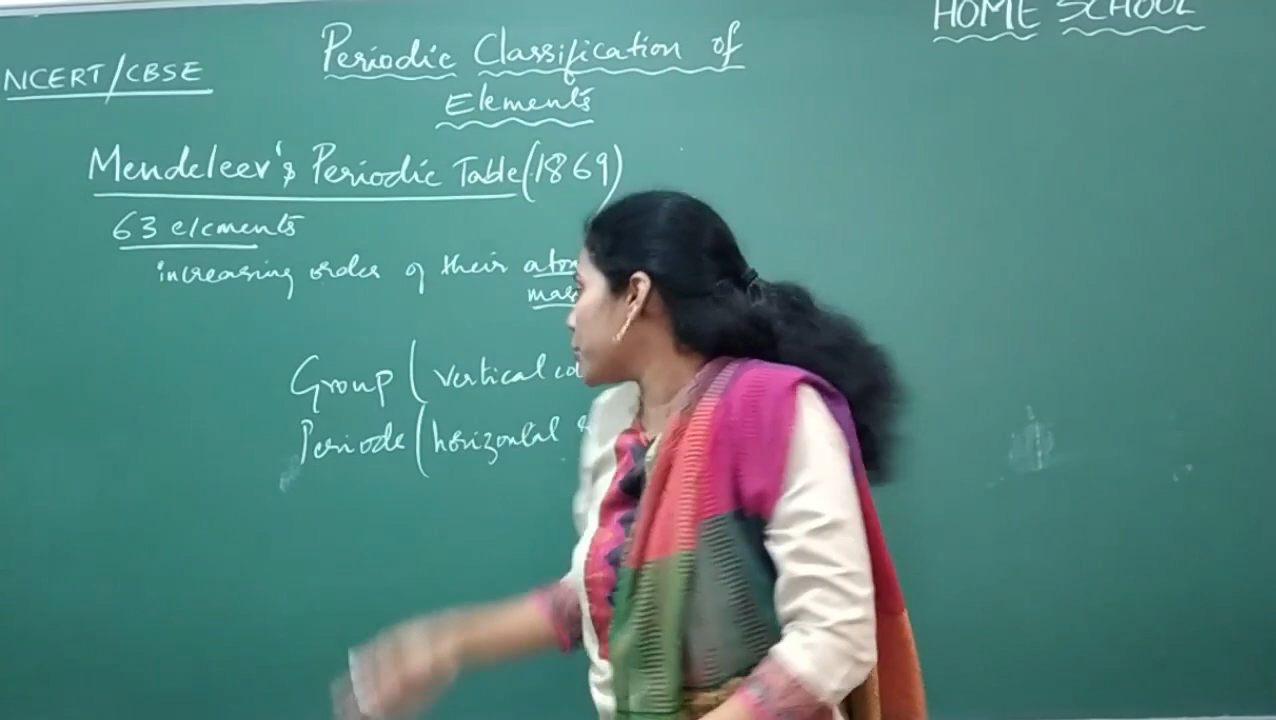 HOME SCHOOL
Periodic Classification of
Elements
NCERT/CBSE
Mendeleev's Periodic Table (1869)
63 elements
increasing order of their
Group (vertical
Periode (horizontal